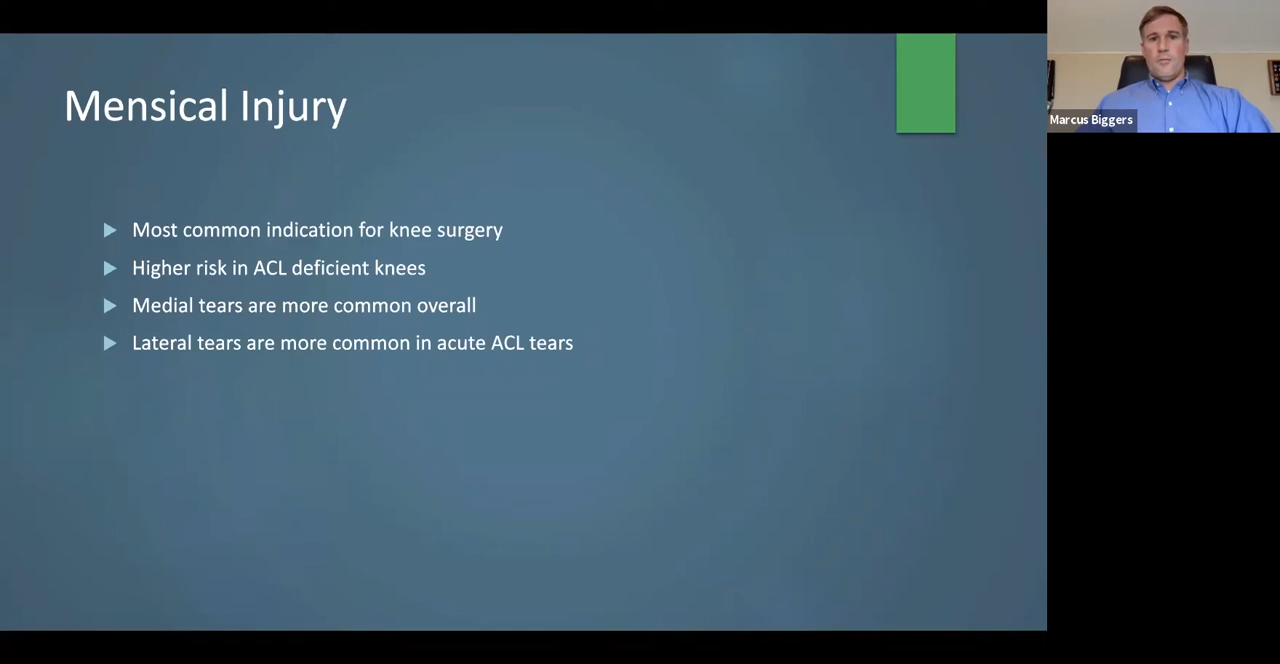 Mensical Injury
Most common indication for knee surgery
Higher risk in ACL deficient knees
Medial tears are more common overall
Lateral tears are more common in acute ACL tears
Marcus Biggers